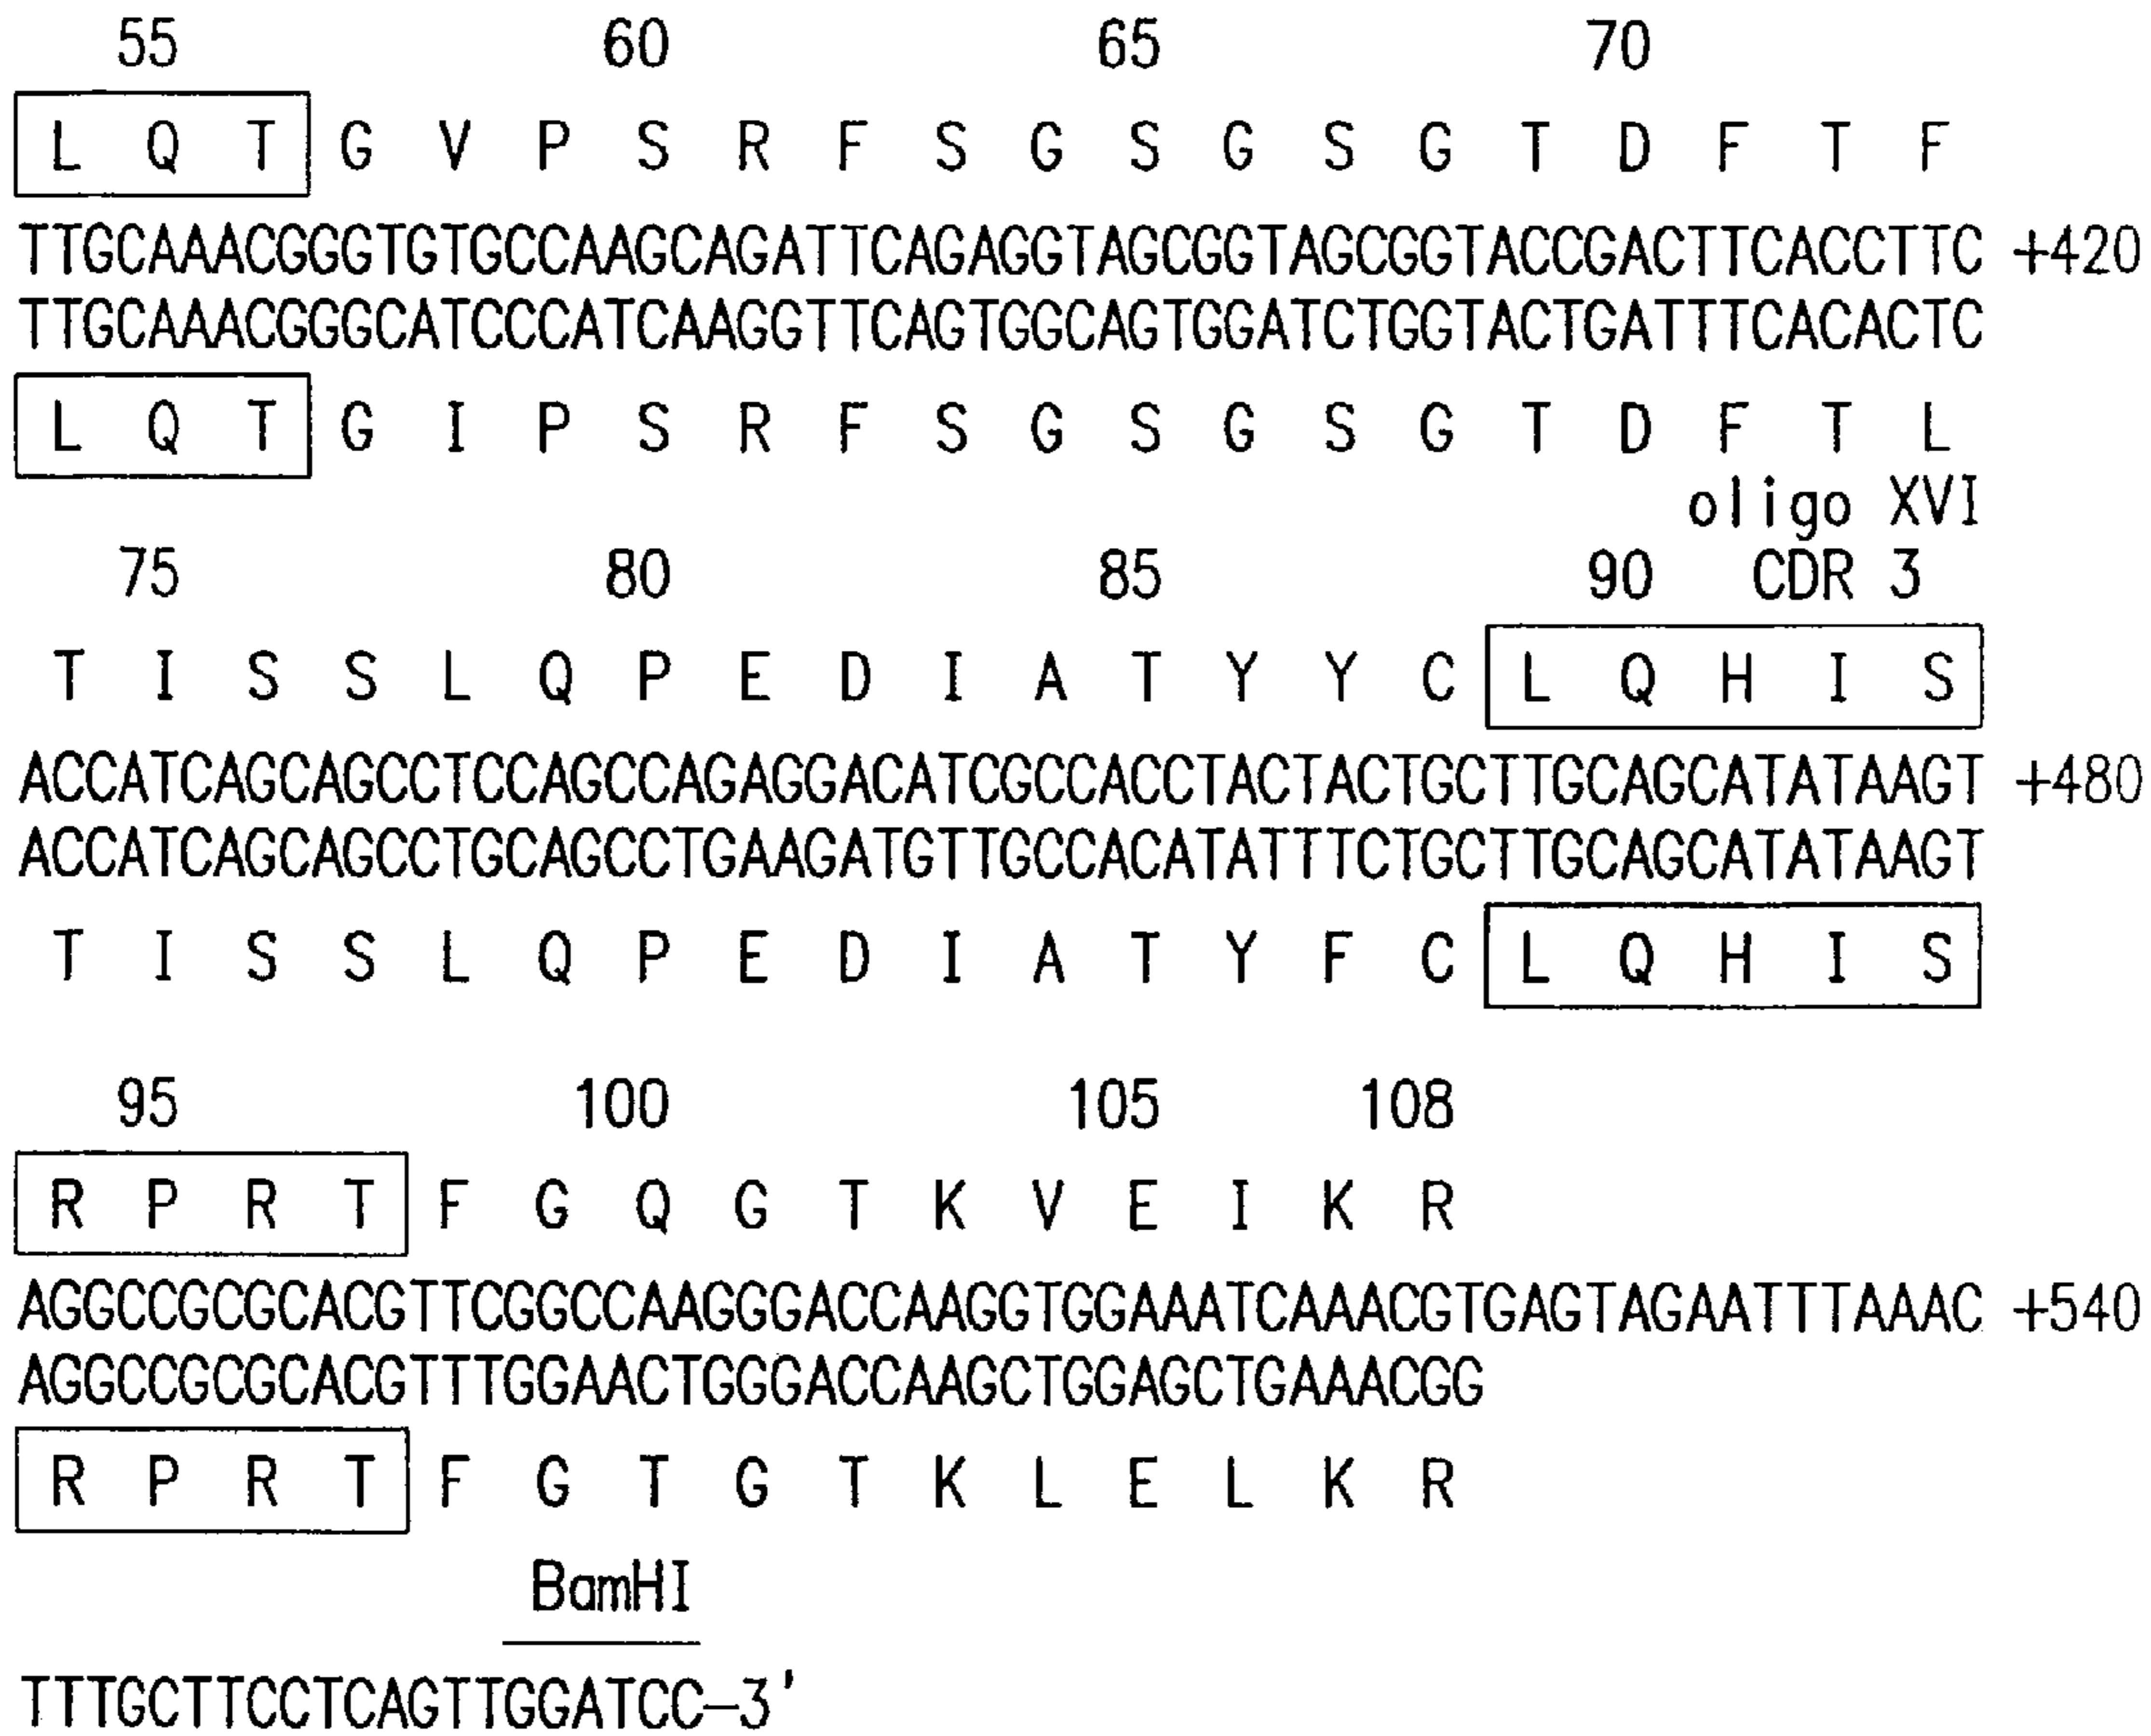 55 60 65 70
L Q T G V P S R F S G S G S G T D F T F
TTGCAAACGGGTGTGCCAAGCAGATTCAGAGGTAGCGGTAGCGGTACCGACTTCACCTTC +420
TTGCAAACGGGCATCCCATCAAGGTTCAGTGGCAGTGGATCTGGTACTGATTTCACACTC
L Q T G I P S R F S G S G S G T D F T L
oligo XVI
75 80 85 90 CDR 3
T I S S L Q P E D I A T Y Y C L Q H I S
ACCATCAGCAGCCTCCAGCCAGAGGACATCGCCACCTACTACTGCTTGCAGCATATAAGT +480
ACCATCAGCAGCCTGCAGCCTGAAGATGTTGCCACATATTTCTGCTTGCAGCATATAAGT
T I S S L Q P E D I A T Y F C L Q H I S
95 100 105 108
R P R T F G Q G T K V E I K R
AGGCCGCGCACGTTCGGCCAAGGGACCAAGGTGGAAATCAAACGTGAGTAGAATTTAAAC +540
AGGCCGCGCACGTTTGGAACTGGGACCAAGCTGGAGCTGAAACGG
R P R T F G T G T K L E L K R
BamHI
TTTGCTTCCTCAGTTGGATCC-3'